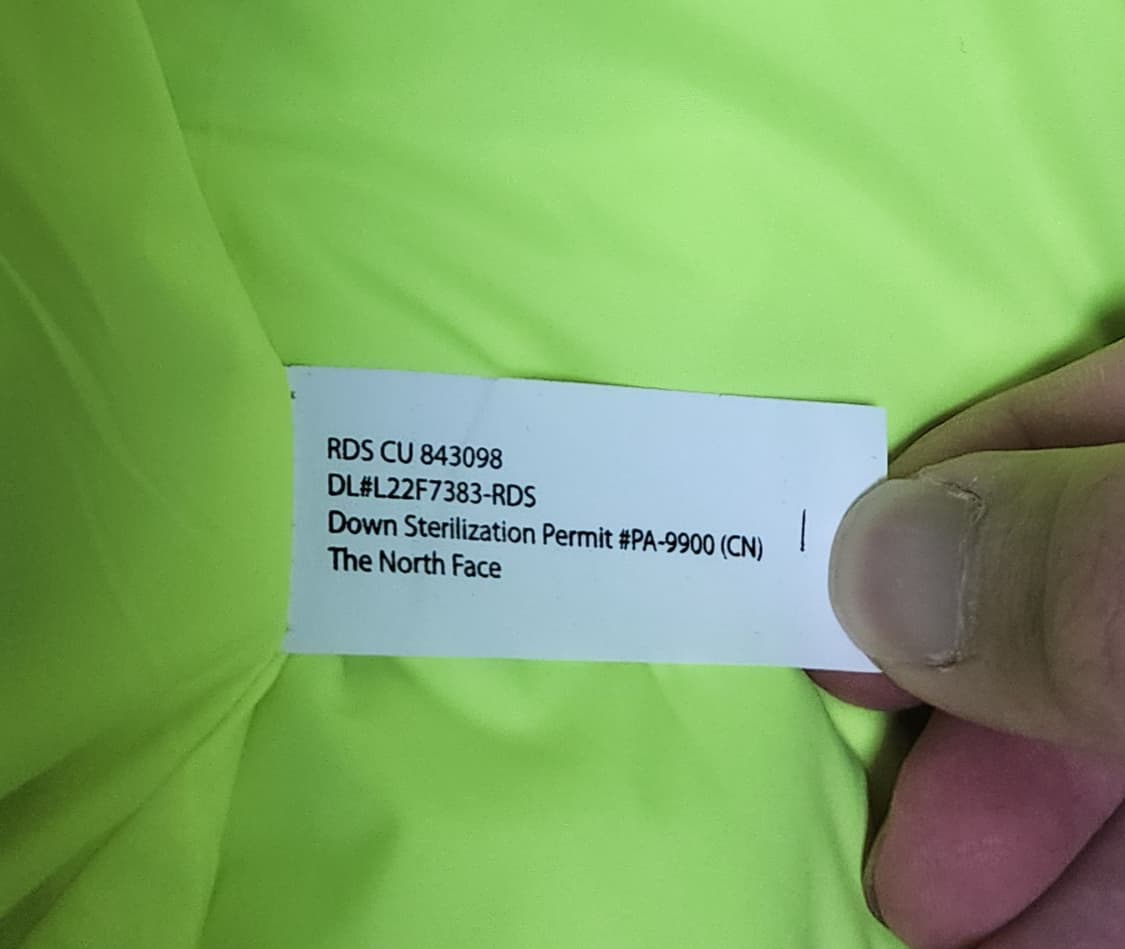 RDS CU 843098
DL#L22F7383-RDS
Down Sterilization Permit #PA-9900 (CN)
The North Face